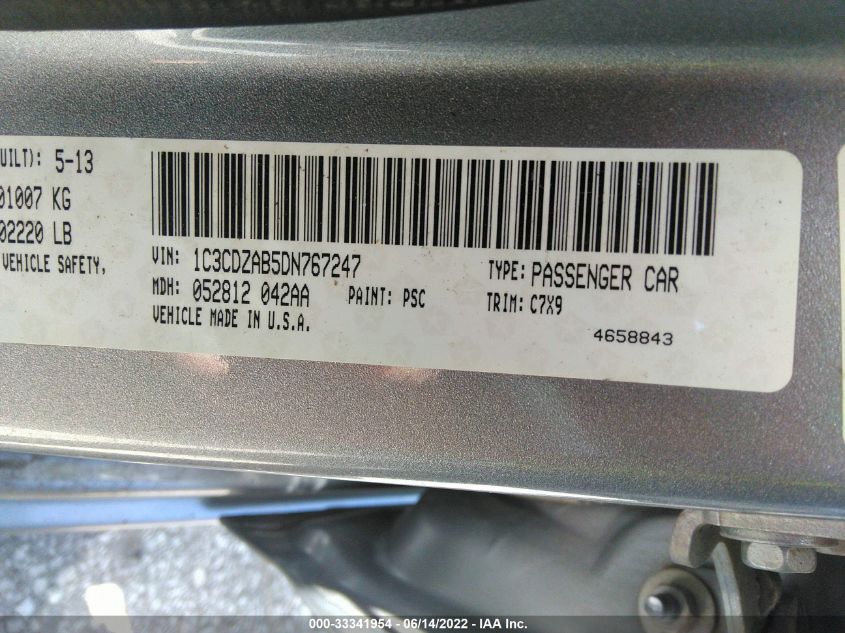 UILT): 5-13
01007 KG
02220 LB
VEHICLE SAFETY,
VIN: 1C3CDZAB5DN767247
TYPE: PASSENGER CAR
MDH: 052812 042AA
PAINT: PSC
TRIM: C7X9
VEHICLE MADE IN U.S.A.
4658843
000-33341954 - 06/14/2022 - IAA Inc.